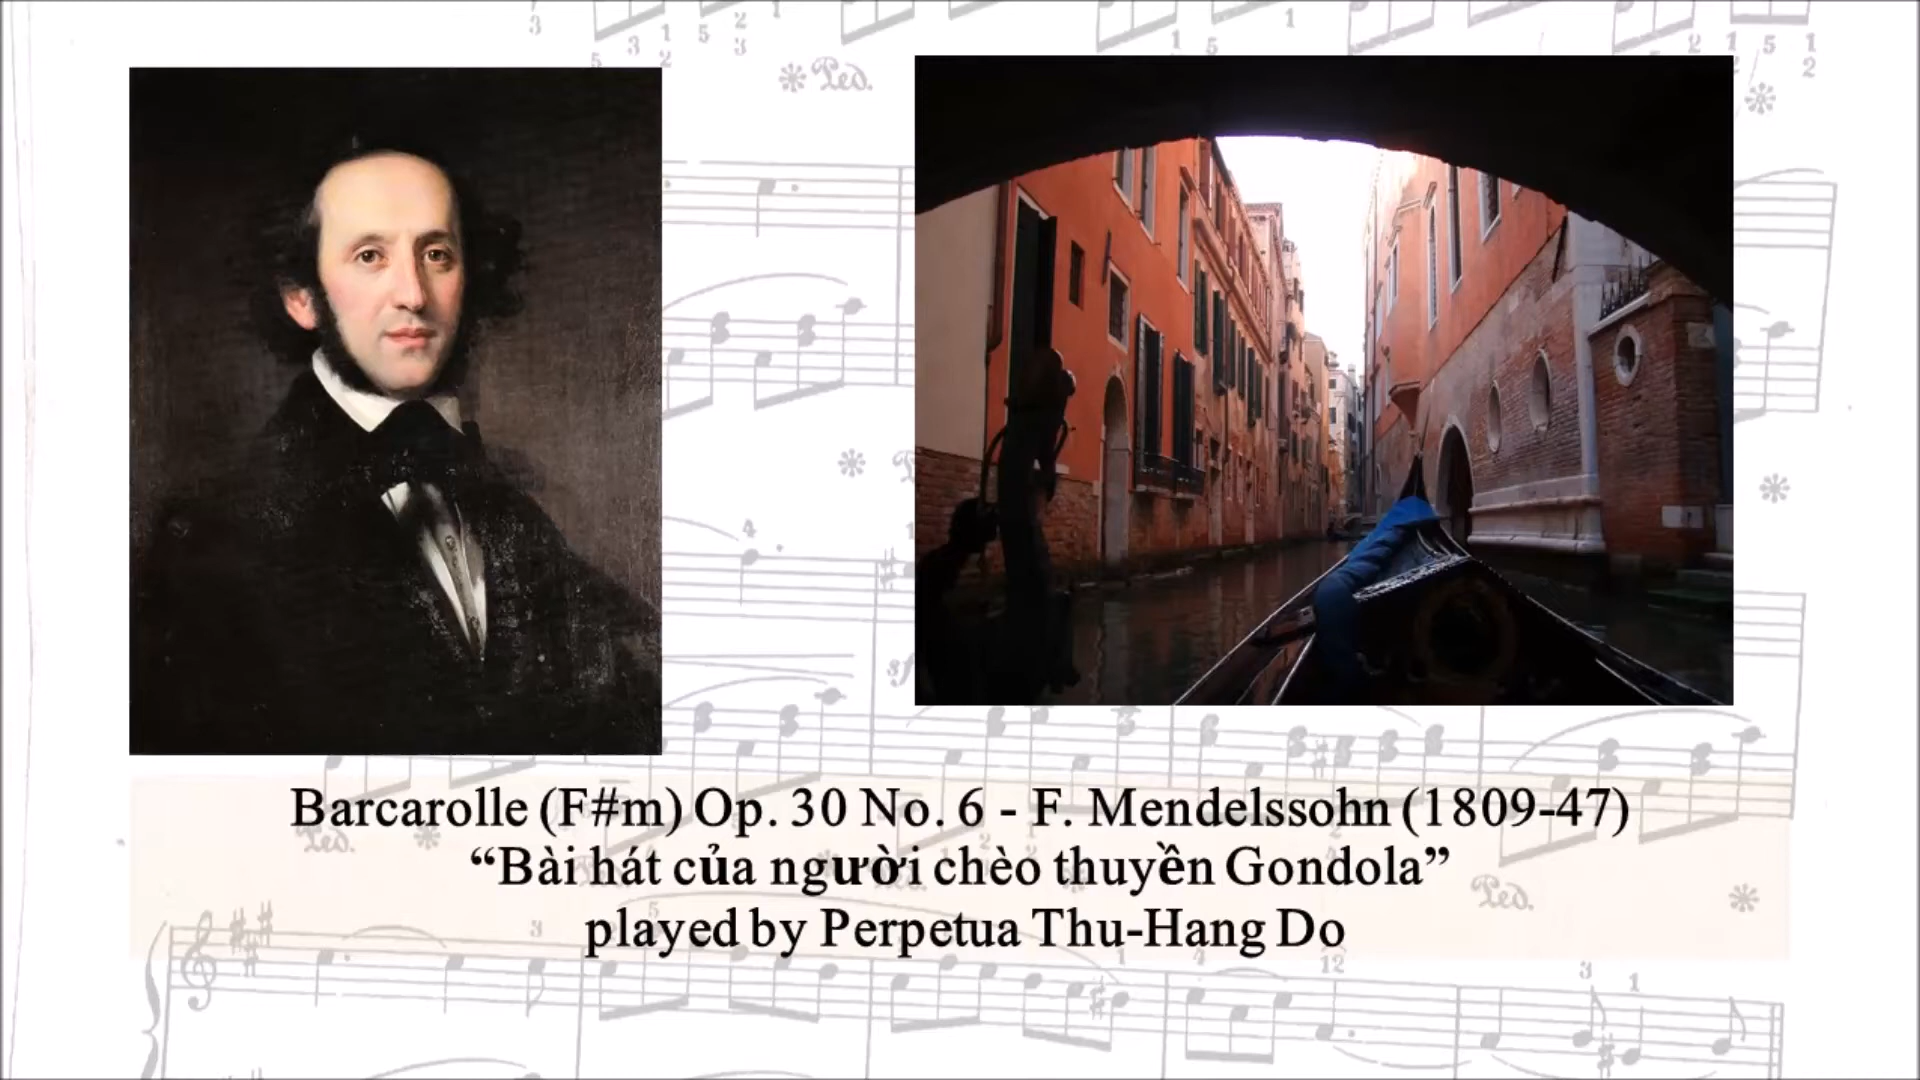 Barcarolle (F#m) Op. 30 No. 6 - F. Mendelssohn (1809-47)
“Bài hát của người chèo thuyền Gondola”
played by Perpetua Thu-Hang Do